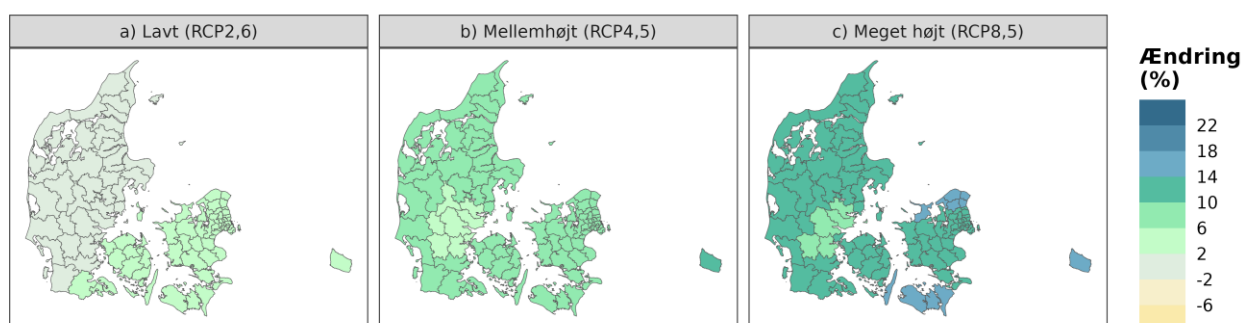 a) Lavt (RCP2,6)
b) Mellemhøjt (RCP4,5)
c) Meget højt (RCP8,5)
Ændring
(%)
22
18
14
10
6
2
-2
-6